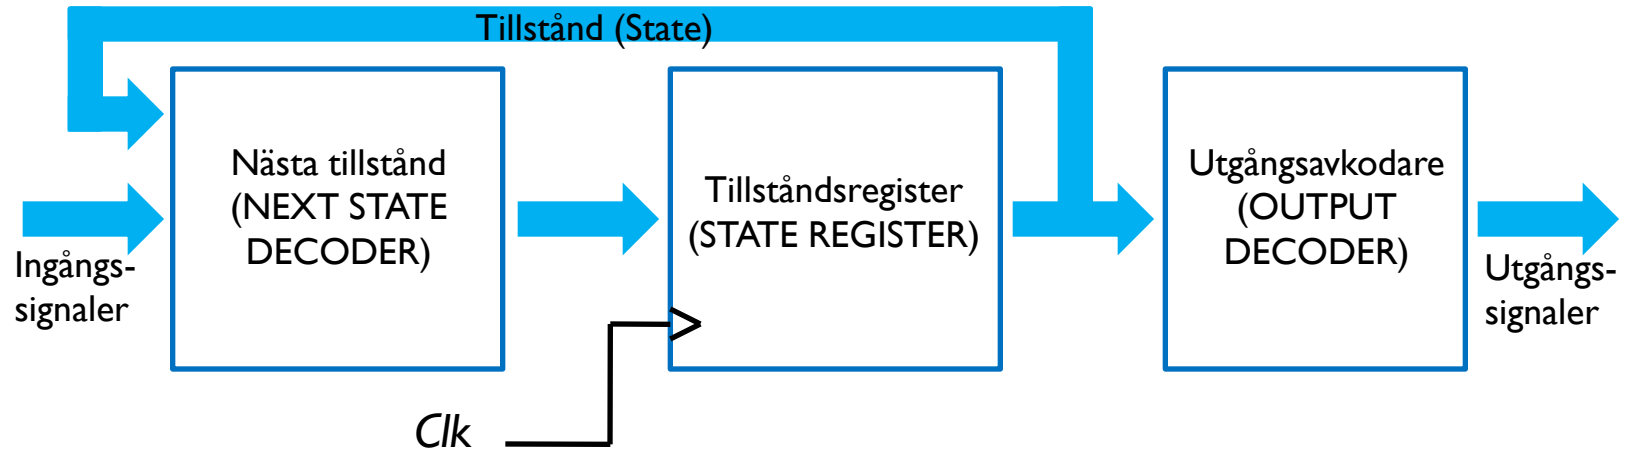 Tillstånd (State)
Nästa tillstånd
(NEXT STATE
DECODER)
Tillståndsregister
(STATE REGISTER)
Utgångsavkodare
(OUTPUT
DECODER)
Ingångs-
signaler
Utgångs-
signaler
Clk